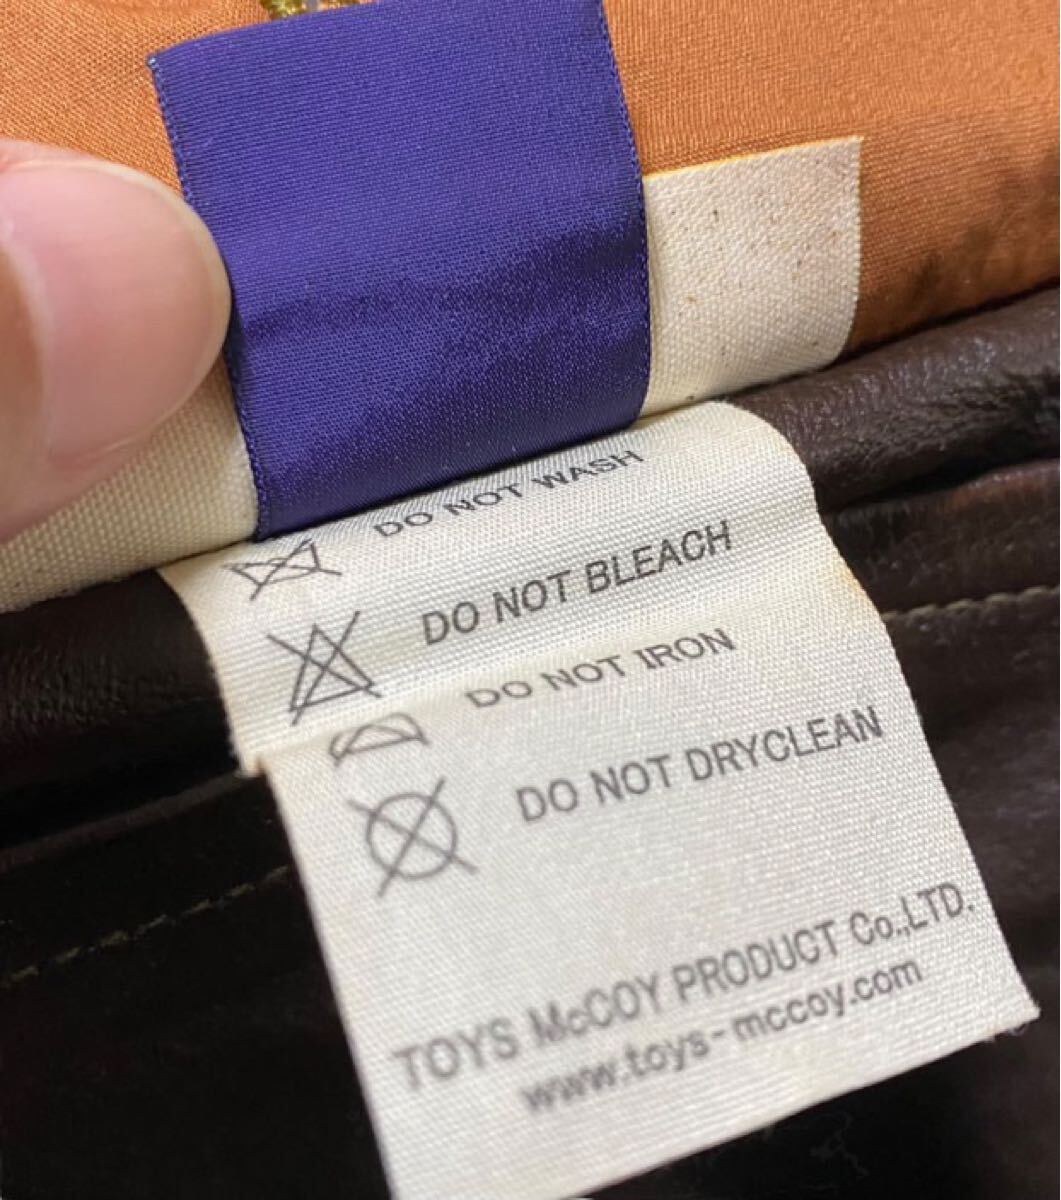 DO NOT WASH
DO NOT BLEACH
DO NOT IRON
DO NOT DRYCLEAN
TOYS McCOY PRODUCT Co.,LTD.
www.toys-mccoy.com